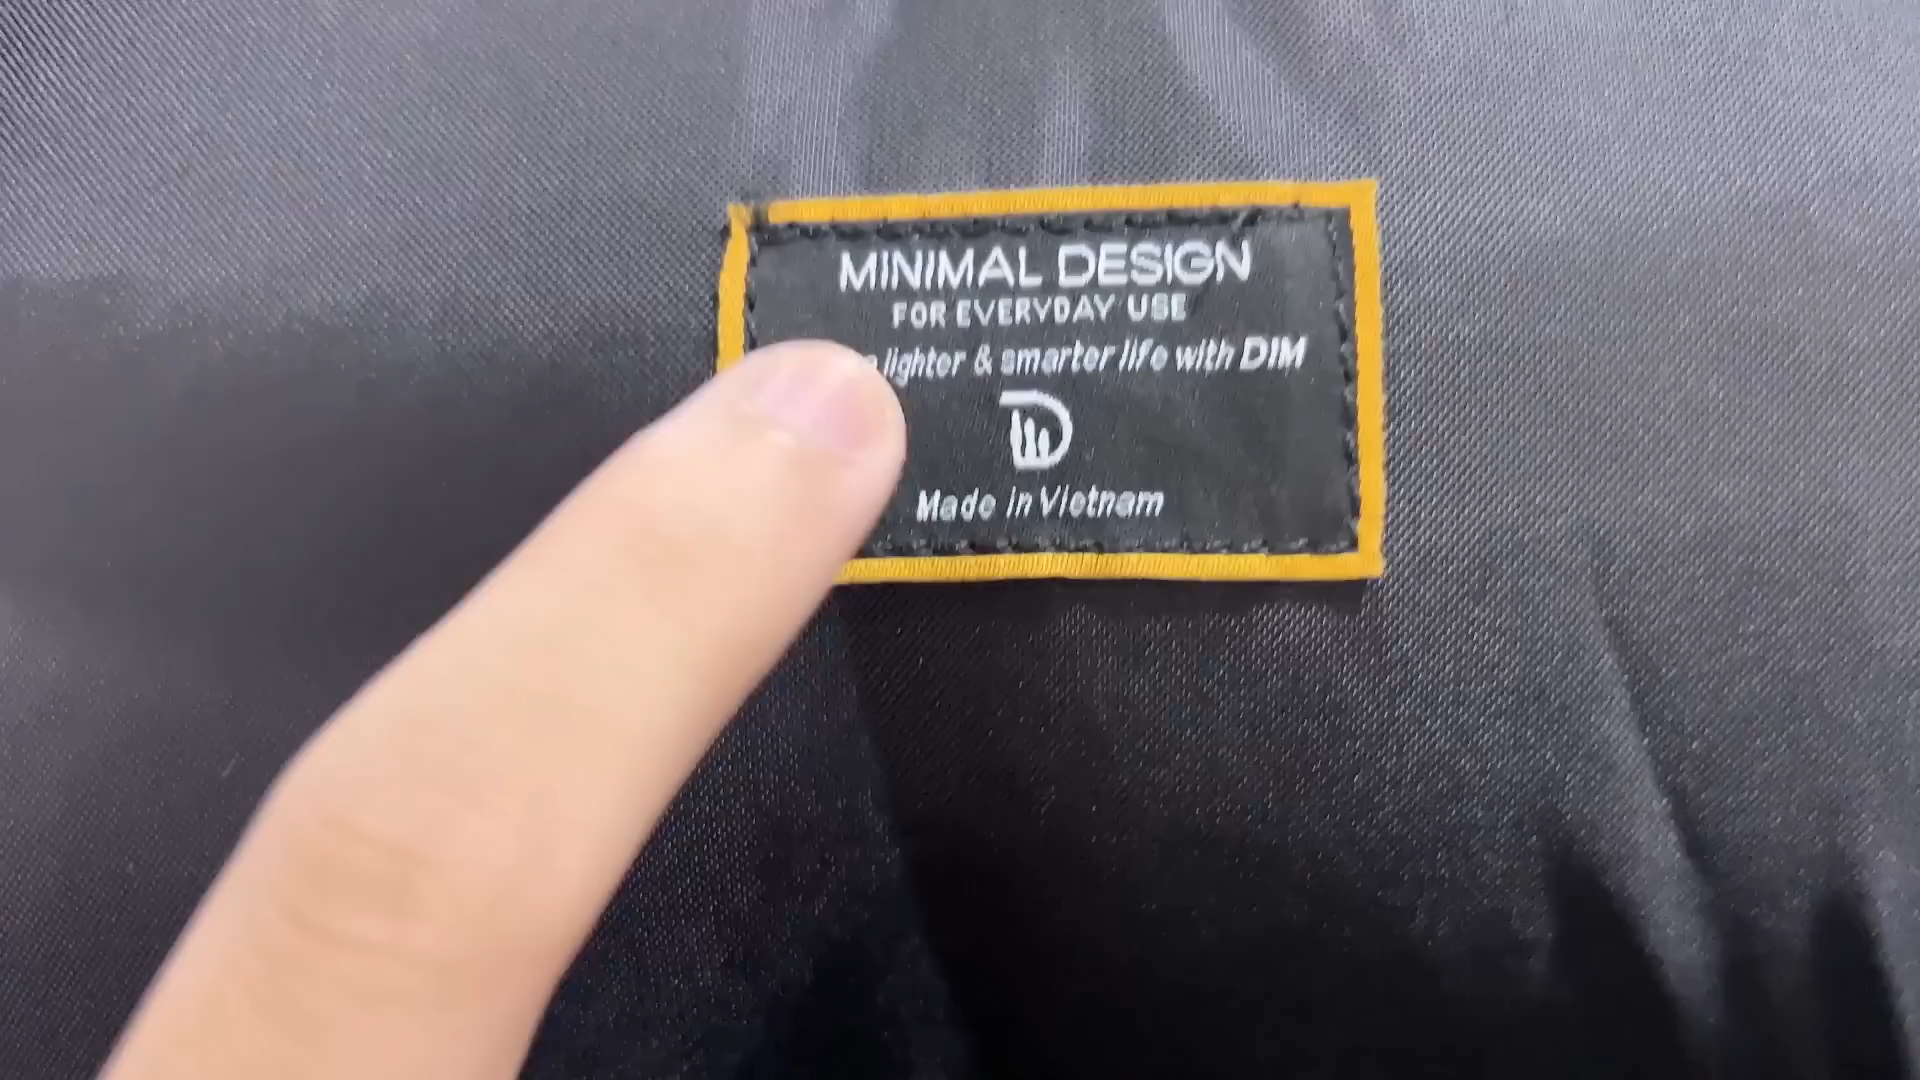 MINIMAL DESIGN
FOR EVERYDAY USE
lighter & smarter life with DIM
Made in Vietnam